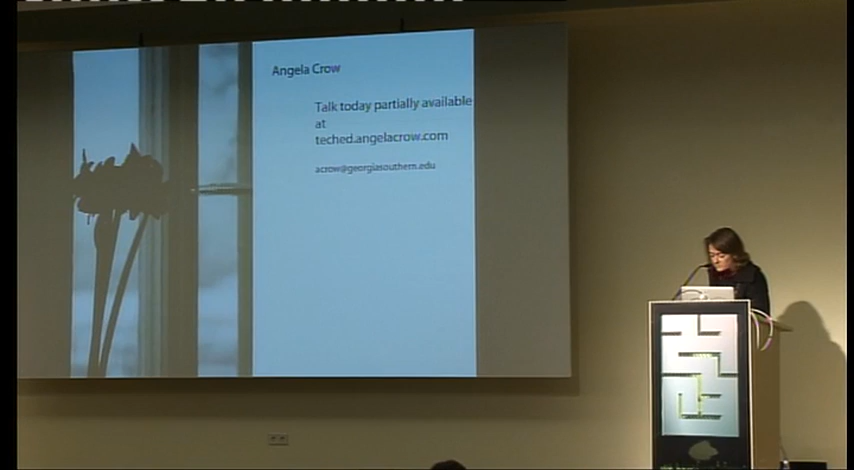 Angela Crow
Talk today partially available
at
teched.angelacrow.com
acrow@georgiasouthern.edu